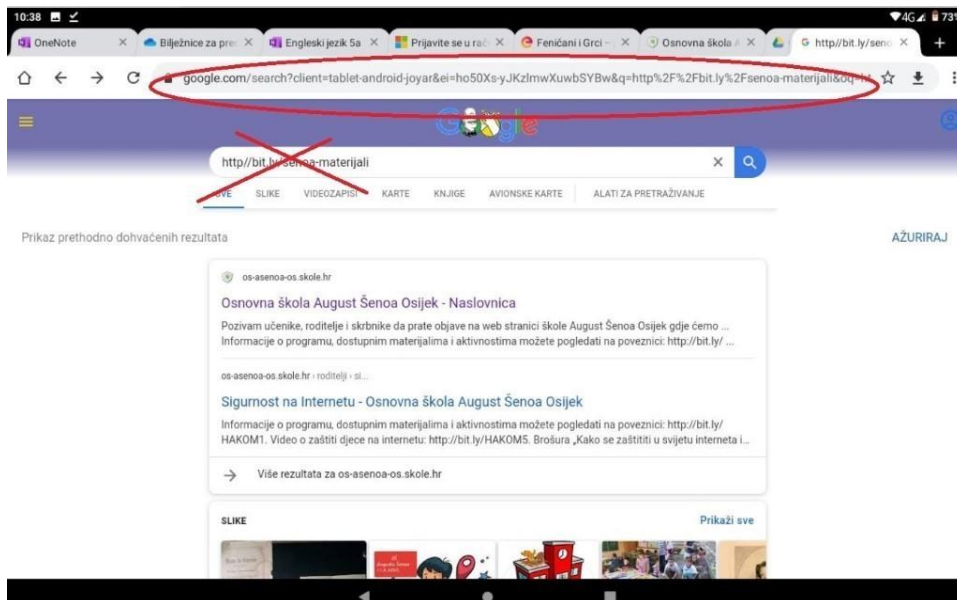 10:38
4G 73%
OneNote
Bilježnice za pre
Engleski jezik 5a
Prijavite se u rač
Feničani i Grci –
Osnovna škola A
http//bit.ly/seno
google.com/search?client=tablet-android-joyar&ei=ho50Xs-yJKzlmwXuwbSYBw&q=http%2F%2Fbit.ly%2Fsenoa-materijali&oq=ht
Google
http//bit.ly/senoa-materijali
SVE SLIKE VIDEOZAPISI KARTE KNJIGE AVIONSKE KARTE ALATI ZA PRETRAŽIVANJE
Prikaz prethodno dohvaćenih rezultata
AŽURIRAJ
os-asenoa-os.skole.hr
Osnovna škola August Šenoa Osijek - Naslovnica
Pozivam učenike, roditelje i skrbnike da prate objave na web stranici škole August Šenoa Osijek gdje ćemo ...
Informacije o programu, dostupnim materijalima i aktivnostima možete pogledati na poveznici: http://bit.ly/ ...
os-asenoa-os.skole.hr › roditelji › si...
Sigurnost na Internetu - Osnovna škola August Šenoa Osijek
Informacije o programu, dostupnim materijalima i aktivnostima možete pogledati na poveznici: http://bit.ly/
HAKOM1. Video o zaštiti djece na internetu: http://bit.ly/HAKOM5. Brošura „Kako se zaštititi u svijetu interneta i...
Više rezultata za os-asenoa-os.skole.hr
SLIKE
Prikaži sve